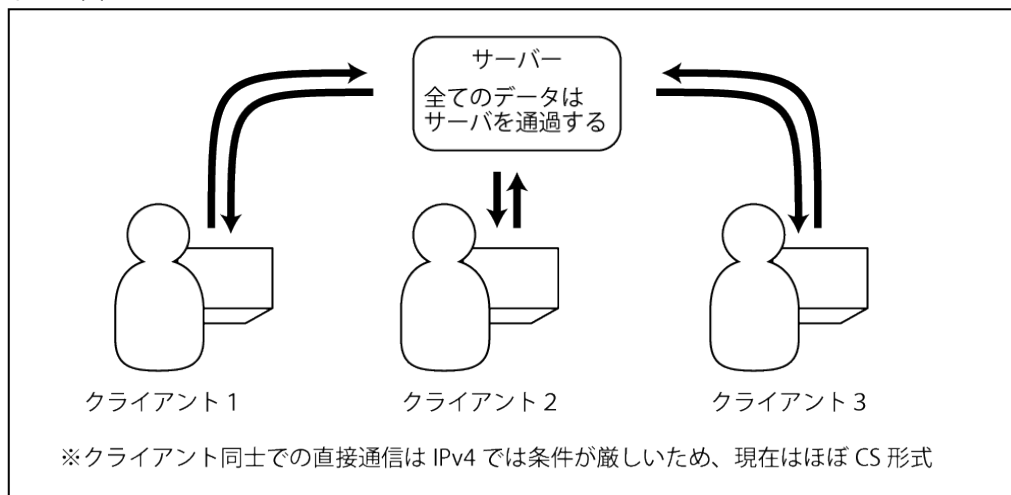 サーバー
全てのデータは
サーバを通過する
クライアント 1
クライアント 2
クライアント 3
※クライアント同士での直接通信は IPv4 では条件が厳しいため、現在はほぼ CS 形式